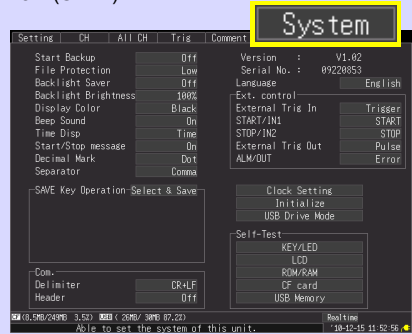 System
Setting CH All CH Trig Comment
Start Backup Off
File Protection Low
Backlight Saver Off
Backlight Brightness 100%
Display Color Black
Beep Sound On
Time Disp Time
Start/Stop message On
Decimal Mark Dot
Separator Comma
SAVE Key Operation Select & Save
Com.
Delimiter CR+LF
Header Off
Version : V1.02
Serial No. : 09220853
Language English
Ext. control
External Trig In Trigger
START/IN1 START
STOP/IN2 STOP
External Trig Out Pulse
ALM/OUT Error
Clock Setting
Initialize
USB Drive Mode
Self-Test
KEY/LED
LCD
ROM/RAM
CF card
USB Memory
CF (8.5MB/249MB 3.5%) USB ( 26MB/ 30MB 87.2%) Realtime
Able to set the system of this unit. '10-12-15 11:52:56